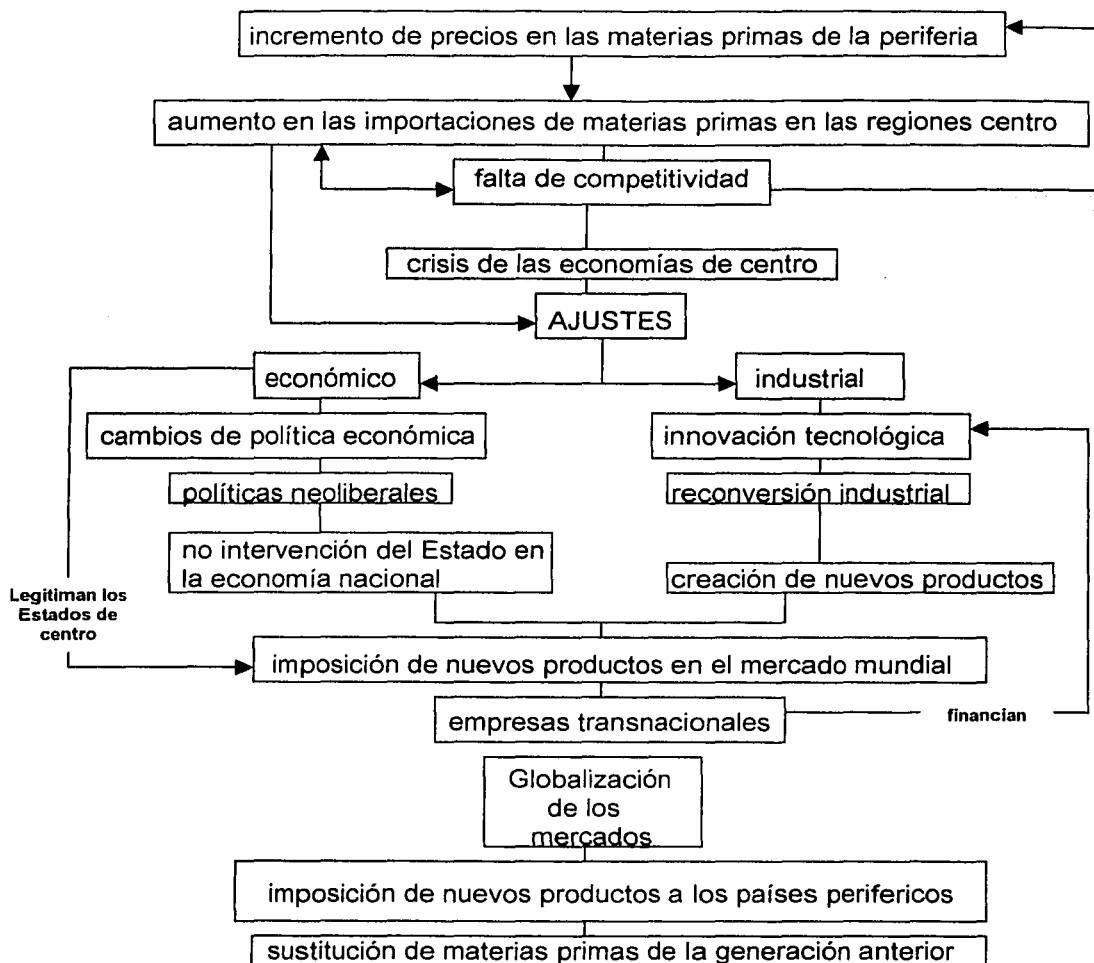 incremento de precios en las materias primas de la periferia
aumento en las importaciones de materias primas en las regiones centro
falta de competitividad
crisis de las economías de centro
AJUSTES
económico
industrial
cambios de política económica
innovación tecnológica
políticas neoliberales
reconversión industrial
no intervención del Estado en
la economía nacional
creación de nuevos productos
Legitiman los
Estados de
centro
imposición de nuevos productos en el mercado mundial
empresas transnacionales
financian
Globalización
de los
mercados
imposición de nuevos productos a los países perifericos
sustitución de materias primas de la generación anterior